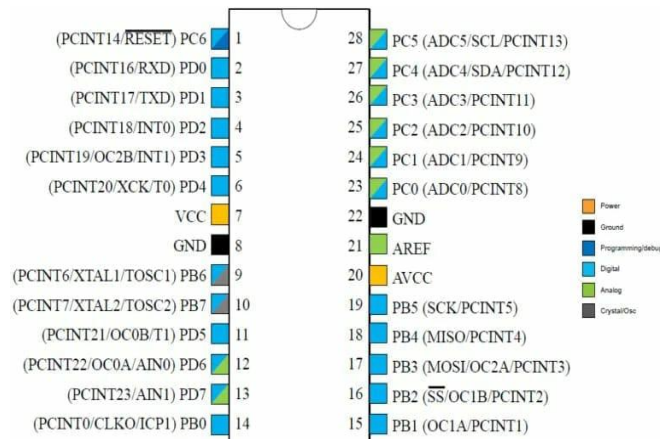 (PCINT14/RESET) PC6 1
(PCINT16/RXD) PD0 2
(PCINT17/TXD) PD1 3
(PCINT18/INT0) PD2 4
(PCINT19/OC2B/INT1) PD3 5
(PCINT20/XCK/T0) PD4 6
VCC 7
GND 8
(PCINT6/XTAL1/TOSC1) PB6 9
(PCINT7/XTAL2/TOSC2) PB7 10
(PCINT21/OC0B/T1) PD5 11
(PCINT22/OC0A/AIN0) PD6 12
(PCINT23/AIN1) PD7 13
(PCINT0/CLKO/ICP1) PB0 14
28 PC5 (ADC5/SCL/PCINT13)
27 PC4 (ADC4/SDA/PCINT12)
26 PC3 (ADC3/PCINT11)
25 PC2 (ADC2/PCINT10)
24 PC1 (ADC1/PCINT9)
23 PC0 (ADC0/PCINT8)
22 GND
21 AREF
20 AVCC
19 PB5 (SCK/PCINT5)
18 PB4 (MISO/PCINT4)
17 PB3 (MOSI/OC2A/PCINT3)
16 PB2 (SS/OC1B/PCINT2)
15 PB1 (OC1A/PCINT1)
Power
Ground
Programming/debug
Digital
Analog
Crystal/Osc